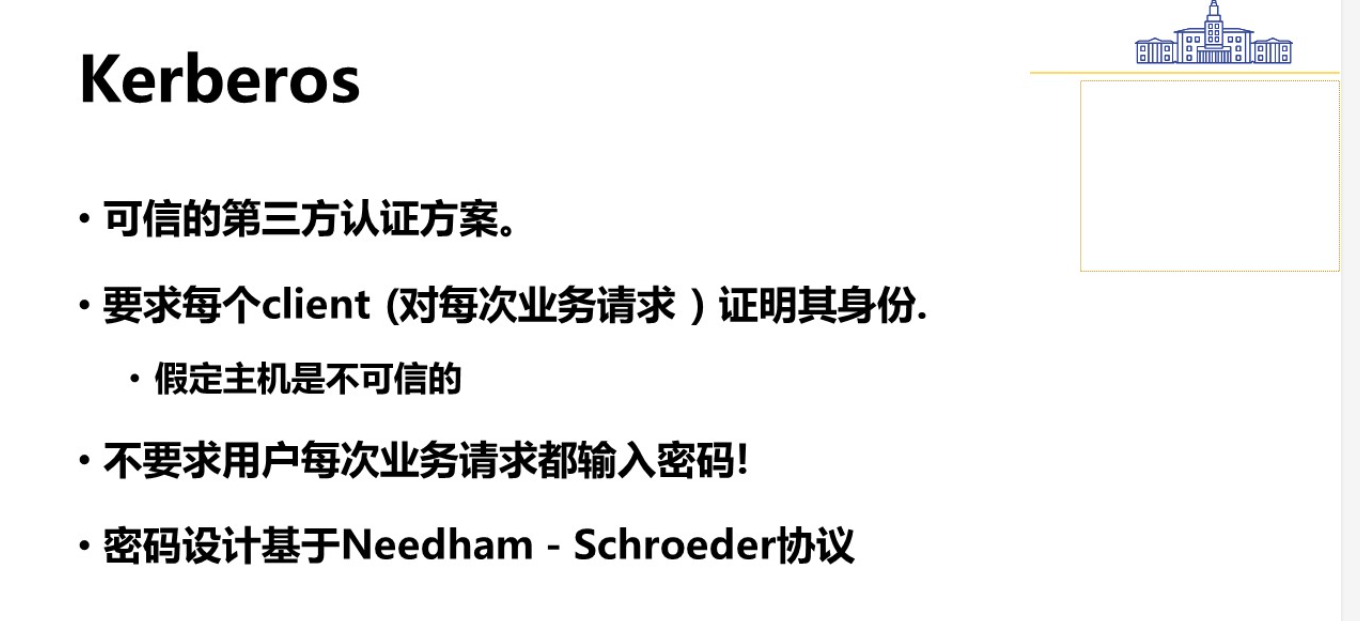 Kerberos
• 可信的第三方认证方案。
• 要求每个client (对每次业务请求 ) 证明其身份.
• 假定主机是不可信的
• 不要求用户每次业务请求都输入密码!
• 密码设计基于Needham - Schroeder协议